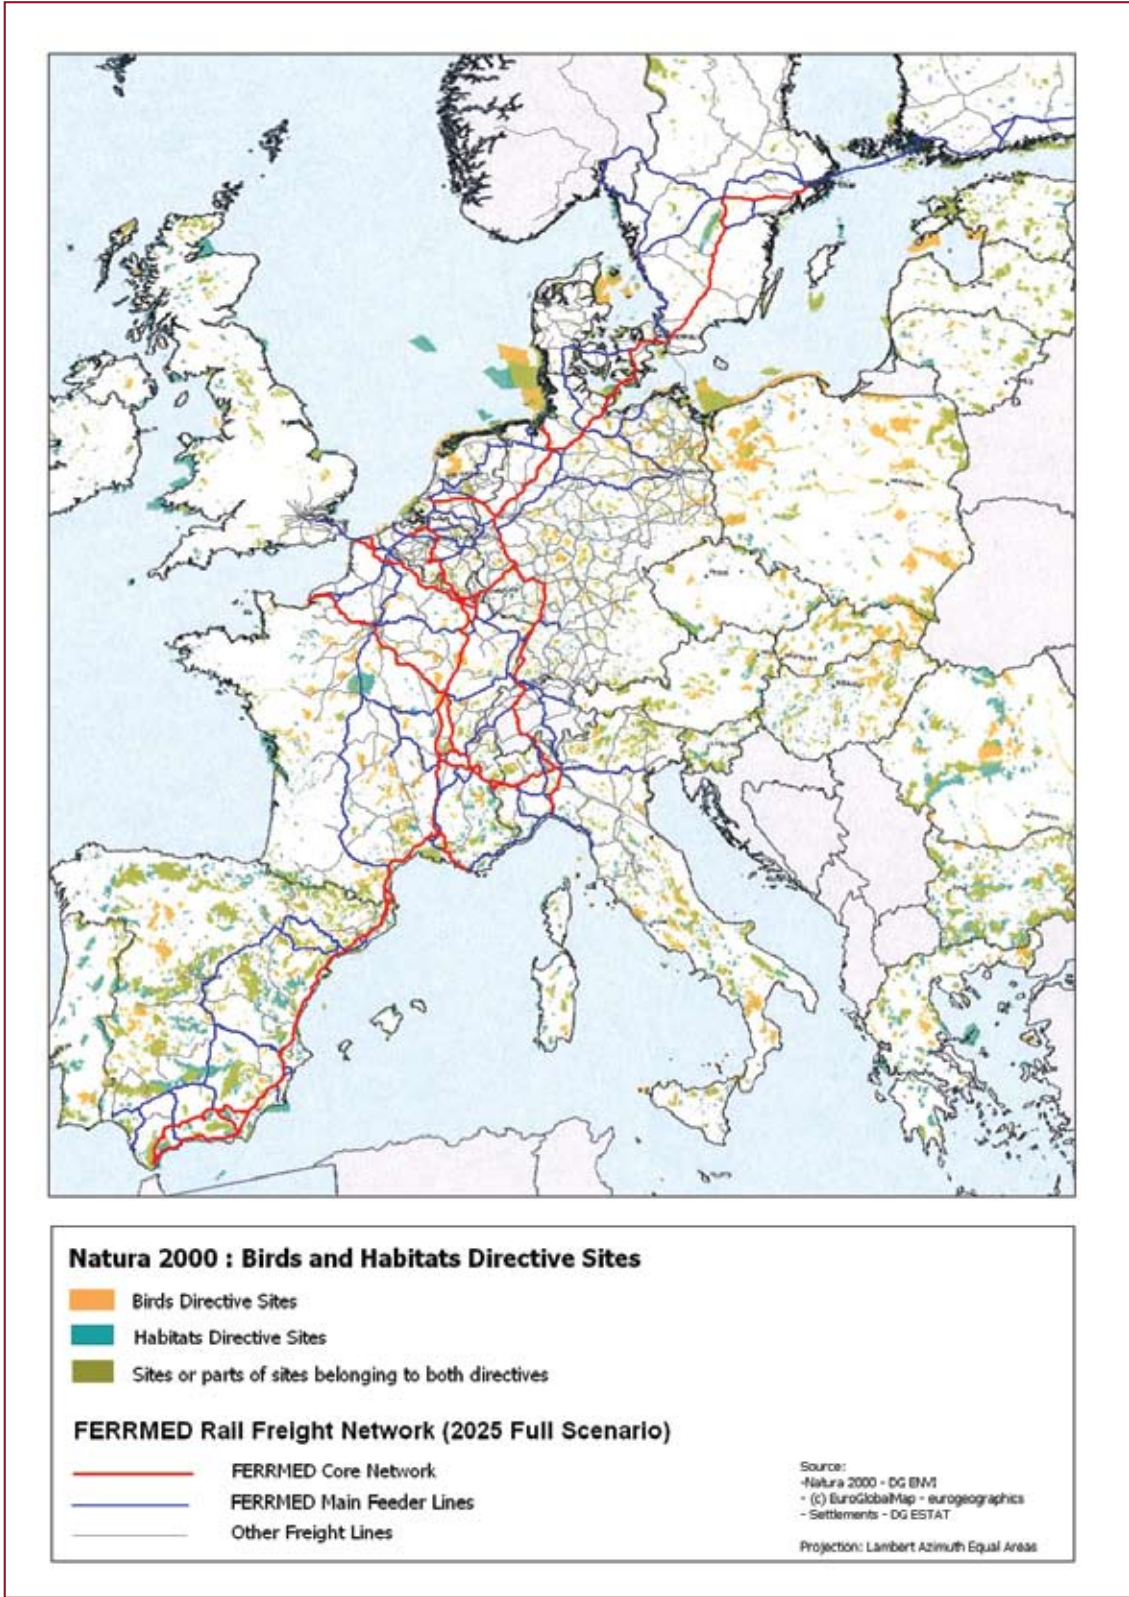 Natura 2000 : Birds and Habitats Directive Sites
Birds Directive Sites
Habitats Directive Sites
Sites or parts of sites belonging to both directives
FERRMED Rail Freight Network (2025 Full Scenario)
FERRMED Core Network
FERRMED Main Feeder Lines
Other Freight Lines
Source:
-Natura 2000 - DG ENVI
- (c) EuroGlobalMap - eurogeographics
- Settlements - DG ESTAT
Projection: Lambert Azimuth Equal Areas